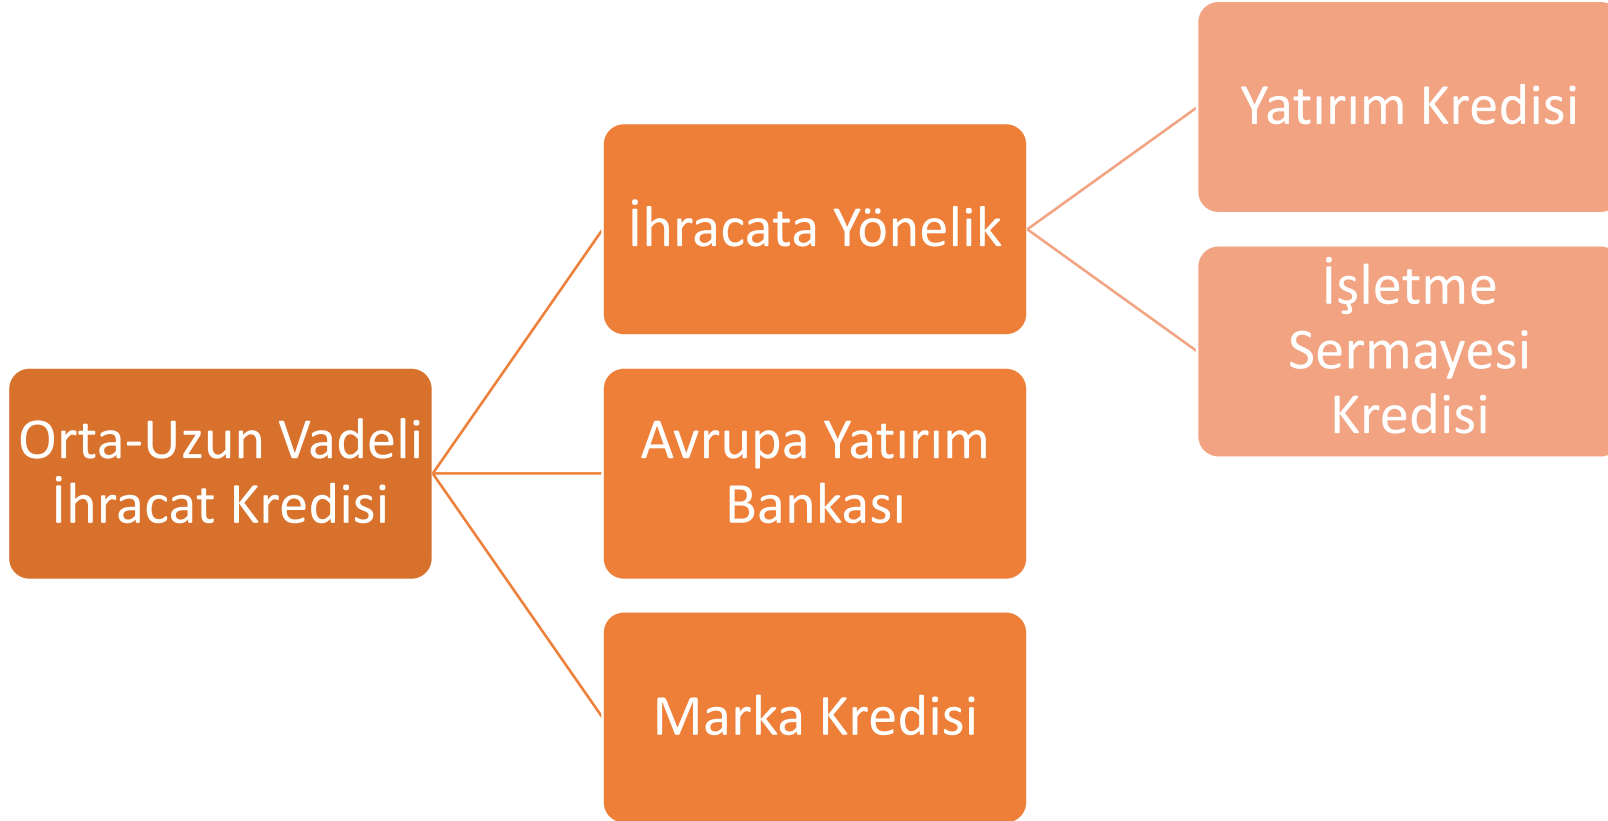 Orta-Uzun Vadeli
İhracat Kredisi
İhracata Yönelik
Yatırım Kredisi
İşletme
Sermayesi
Kredisi
Avrupa Yatırım
Bankası
Marka Kredisi